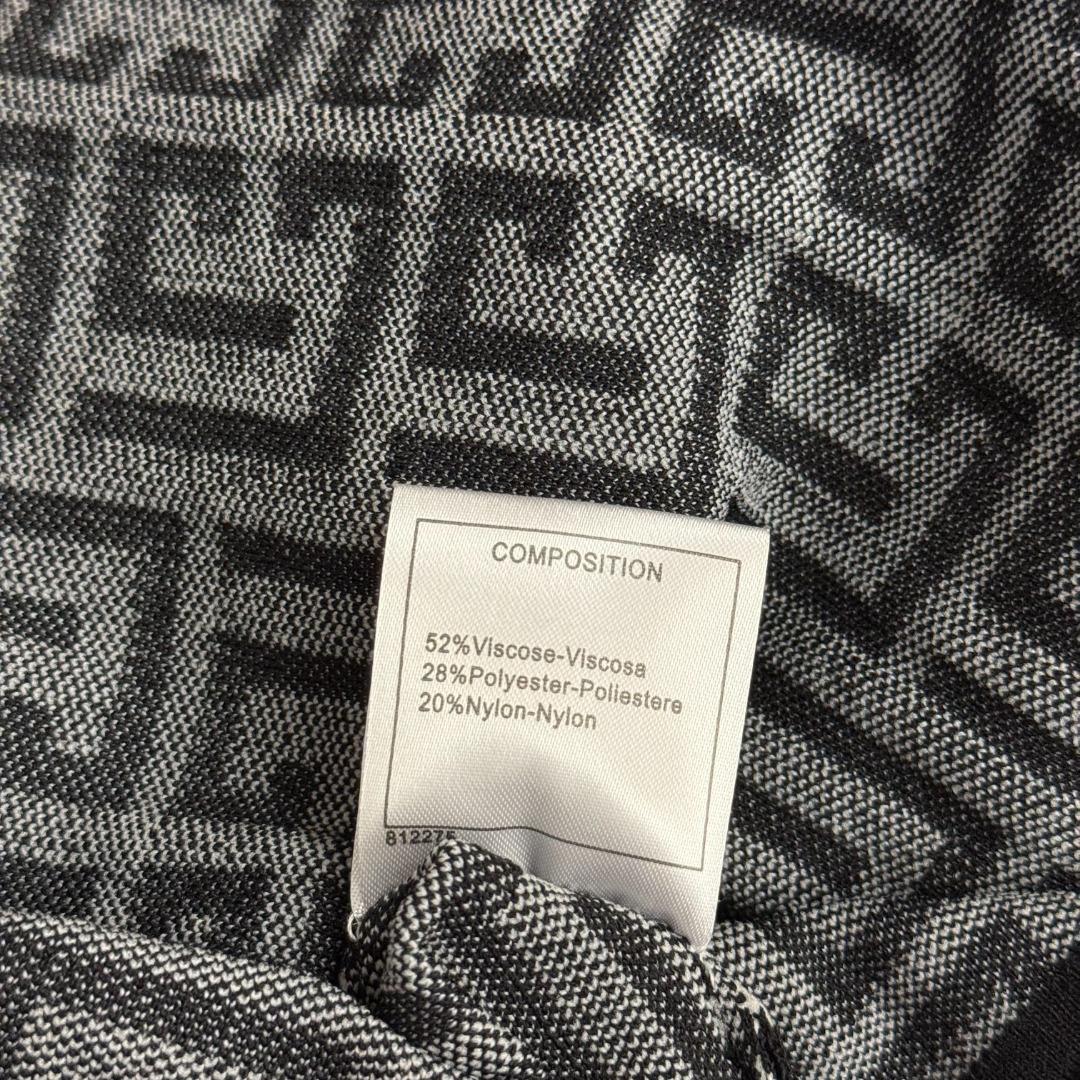 COMPOSITION
52%Viscose-Viscosa
28%Polyester-Poliestere
20%Nylon-Nylon
812275